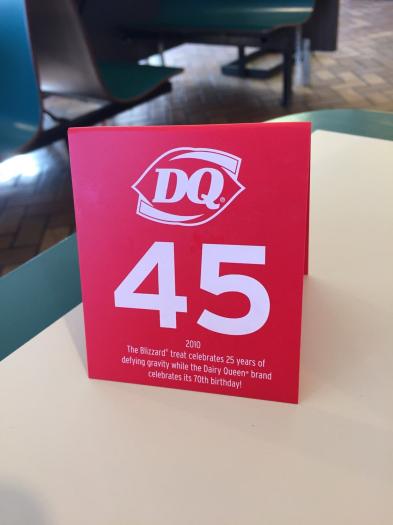 DQ®
45
2010
The Blizzard® treat celebrates 25 years of
defying gravity while the Dairy Queen® brand
celebrates its 70th birthday!